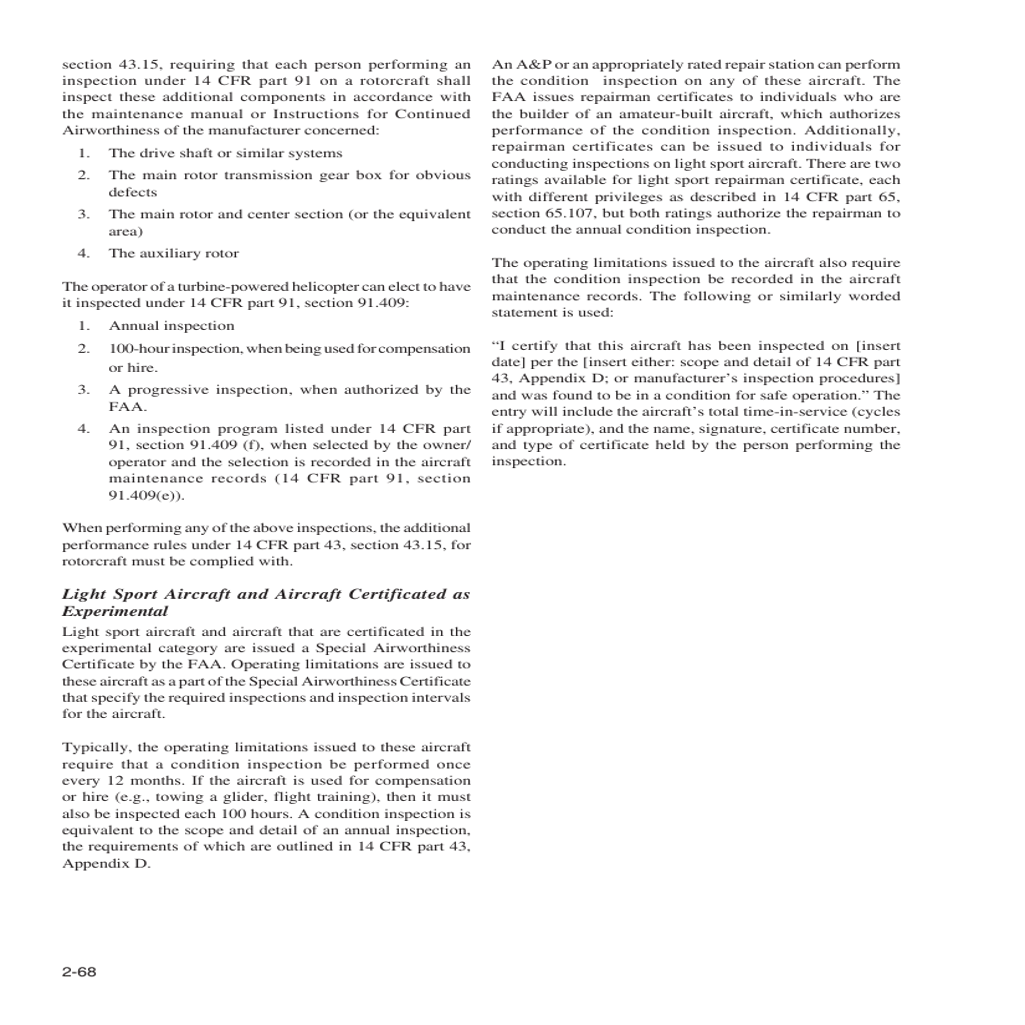 section 43.15, requiring that each person performing an
inspection under 14 CFR part 91 on a rotorcraft shall
inspect these additional components in accordance with
the maintenance manual or Instructions for Continued
Airworthiness of the manufacturer concerned:
1. The drive shaft or similar systems
2. The main rotor transmission gear box for obvious
defects
3. The main rotor and center section (or the equivalent
area)
4. The auxiliary rotor
The operator of a turbine-powered helicopter can elect to have
it inspected under 14 CFR part 91, section 91.409:
1. Annual inspection
2. 100-hour inspection, when being used for compensation
or hire.
3. A progressive inspection, when authorized by the
FAA.
4. An inspection program listed under 14 CFR part
91, section 91.409 (f), when selected by the owner/
operator and the selection is recorded in the aircraft
maintenance records (14 CFR part 91, section
91.409(e)).
When performing any of the above inspections, the additional
performance rules under 14 CFR part 43, section 43.15, for
rotorcraft must be complied with.
Light Sport Aircraft and Aircraft Certificated as
Experimental
Light sport aircraft and aircraft that are certificated in the
experimental category are issued a Special Airworthiness
Certificate by the FAA. Operating limitations are issued to
these aircraft as a part of the Special Airworthiness Certificate
that specify the required inspections and inspection intervals
for the aircraft.
Typically, the operating limitations issued to these aircraft
require that a condition inspection be performed once
every 12 months. If the aircraft is used for compensation
or hire (e.g., towing a glider, flight training), then it must
also be inspected each 100 hours. A condition inspection is
equivalent to the scope and detail of an annual inspection,
the requirements of which are outlined in 14 CFR part 43,
Appendix D.
An A&P or an appropriately rated repair station can perform
the condition inspection on any of these aircraft. The
FAA issues repairman certificates to individuals who are
the builder of an amateur-built aircraft, which authorizes
performance of the condition inspection. Additionally,
repairman certificates can be issued to individuals for
conducting inspections on light sport aircraft. There are two
ratings available for light sport repairman certificate, each
with different privileges as described in 14 CFR part 65,
section 65.107, but both ratings authorize the repairman to
conduct the annual condition inspection.
The operating limitations issued to the aircraft also require
that the condition inspection be recorded in the aircraft
maintenance records. The following or similarly worded
statement is used:
“I certify that this aircraft has been inspected on [insert
date] per the [insert either: scope and detail of 14 CFR part
43, Appendix D; or manufacturer’s inspection procedures]
and was found to be in a condition for safe operation.” The
entry will include the aircraft’s total time-in-service (cycles
if appropriate), and the name, signature, certificate number,
and type of certificate held by the person performing the
inspection.
2-68